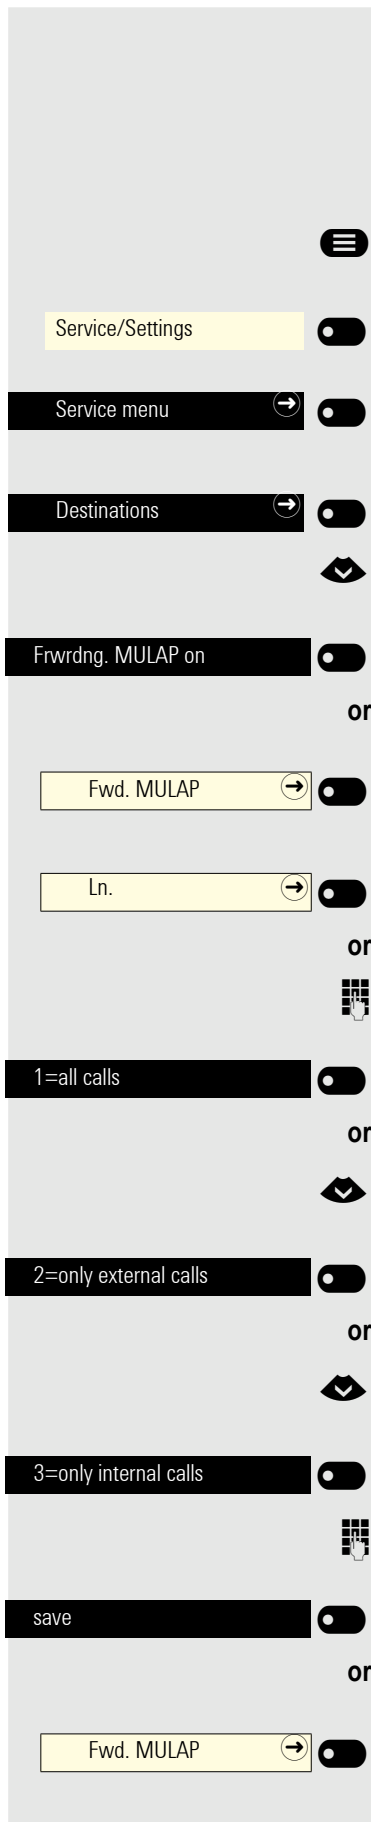 Service/Settings
Service menu
Destinations
Frwrdng. MULAP on
or
Fwd. MULAP
Ln.
or
1=all calls
or
2=only external calls
or
3=only internal calls
save
or
Fwd. MULAP